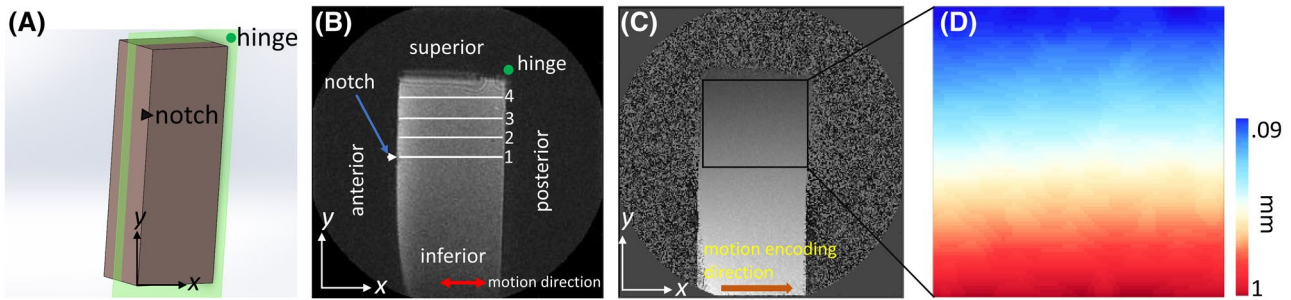 (A)
hinge
notch
y
x
(B)
superior
hinge
notch
4
3
2
1
anterior
posterior
inferior
y
x
motion direction
(C)
motion encoding
direction
y
x
(D)
.09
mm
1